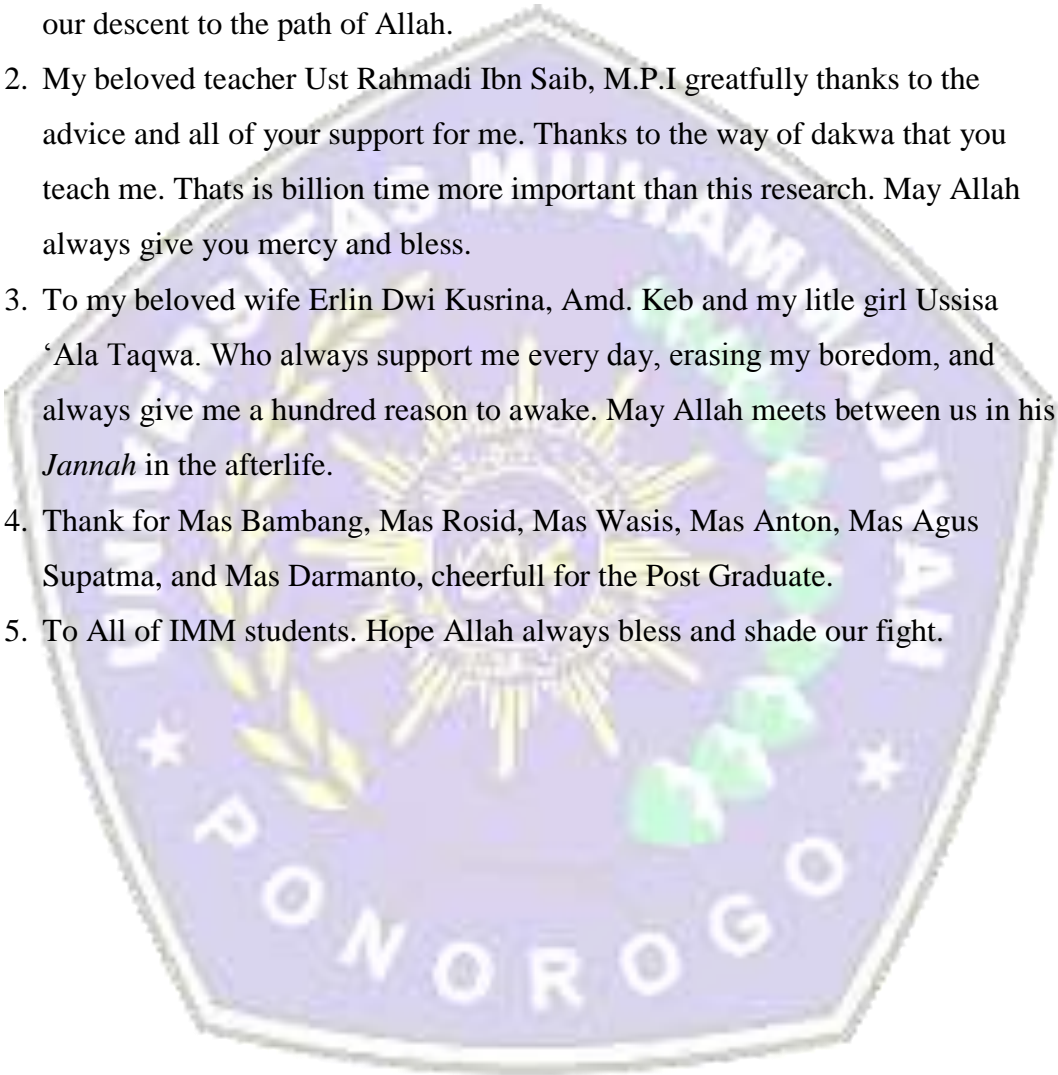 our descent to the path of Allah.
2. My beloved teacher Ust Rahmadi Ibn Saib, M.P.I greatfully thanks to the
advice and all of your support for me. Thanks to the way of dakwa that you
teach me. Thats is billion time more important than this research. May Allah
always give you mercy and bless.
3. To my beloved wife Erlin Dwi Kusrina, Amd. Keb and my litle girl Ussisa
‘Ala Taqwa. Who always support me every day, erasing my boredom, and
always give me a hundred reason to awake. May Allah meets between us in his
Jannah in the afterlife.
4. Thank for Mas Bambang, Mas Rosid, Mas Wasis, Mas Anton, Mas Agus
Supatma, and Mas Darmanto, cheerfull for the Post Graduate.
5. To All of IMM students. Hope Allah always bless and shade our fight.
UNIVERSITAS MUHAMMADIYAH
PONOROGO